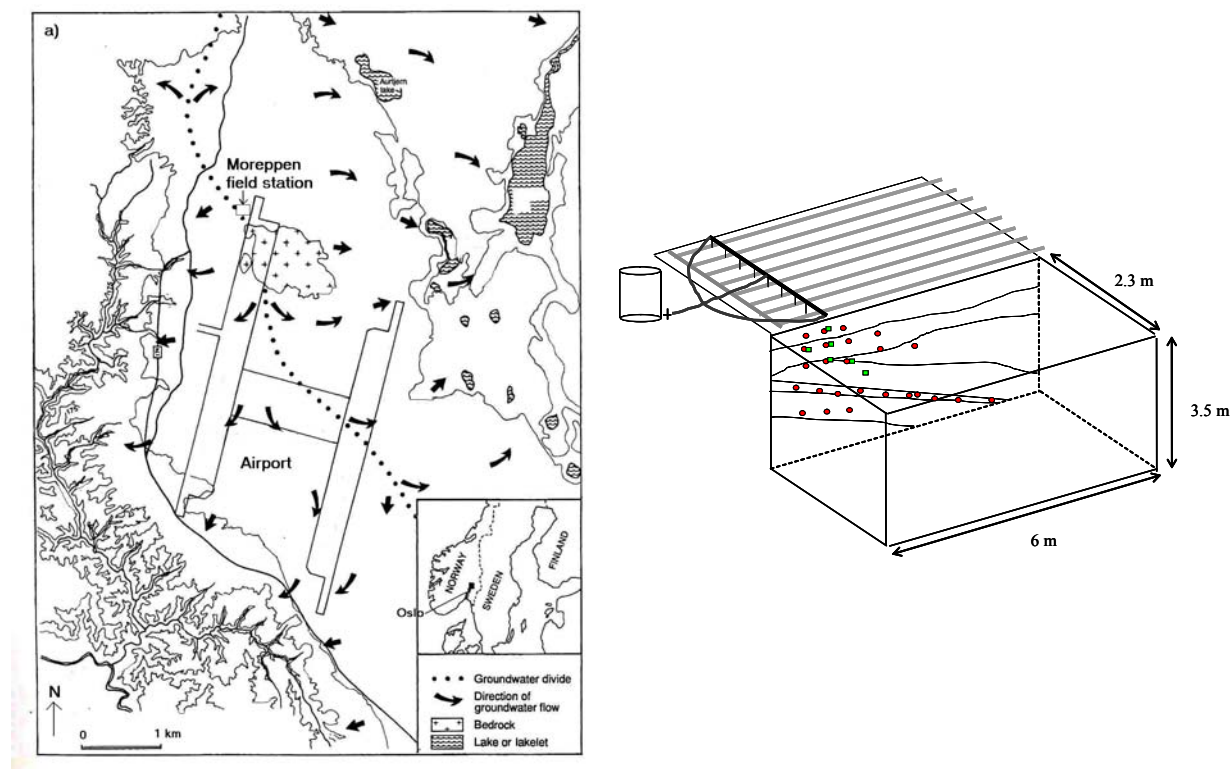 a)
Aurtjern
lake
Moreppen
field station
Airport
NORWAY
SWEDEN
FINLAND
Oslo
Groundwater divide
Direction of
groundwater flow
Bedrock
Lake or lakelet
N
0 1 km
2.3 m
3.5 m
6 m